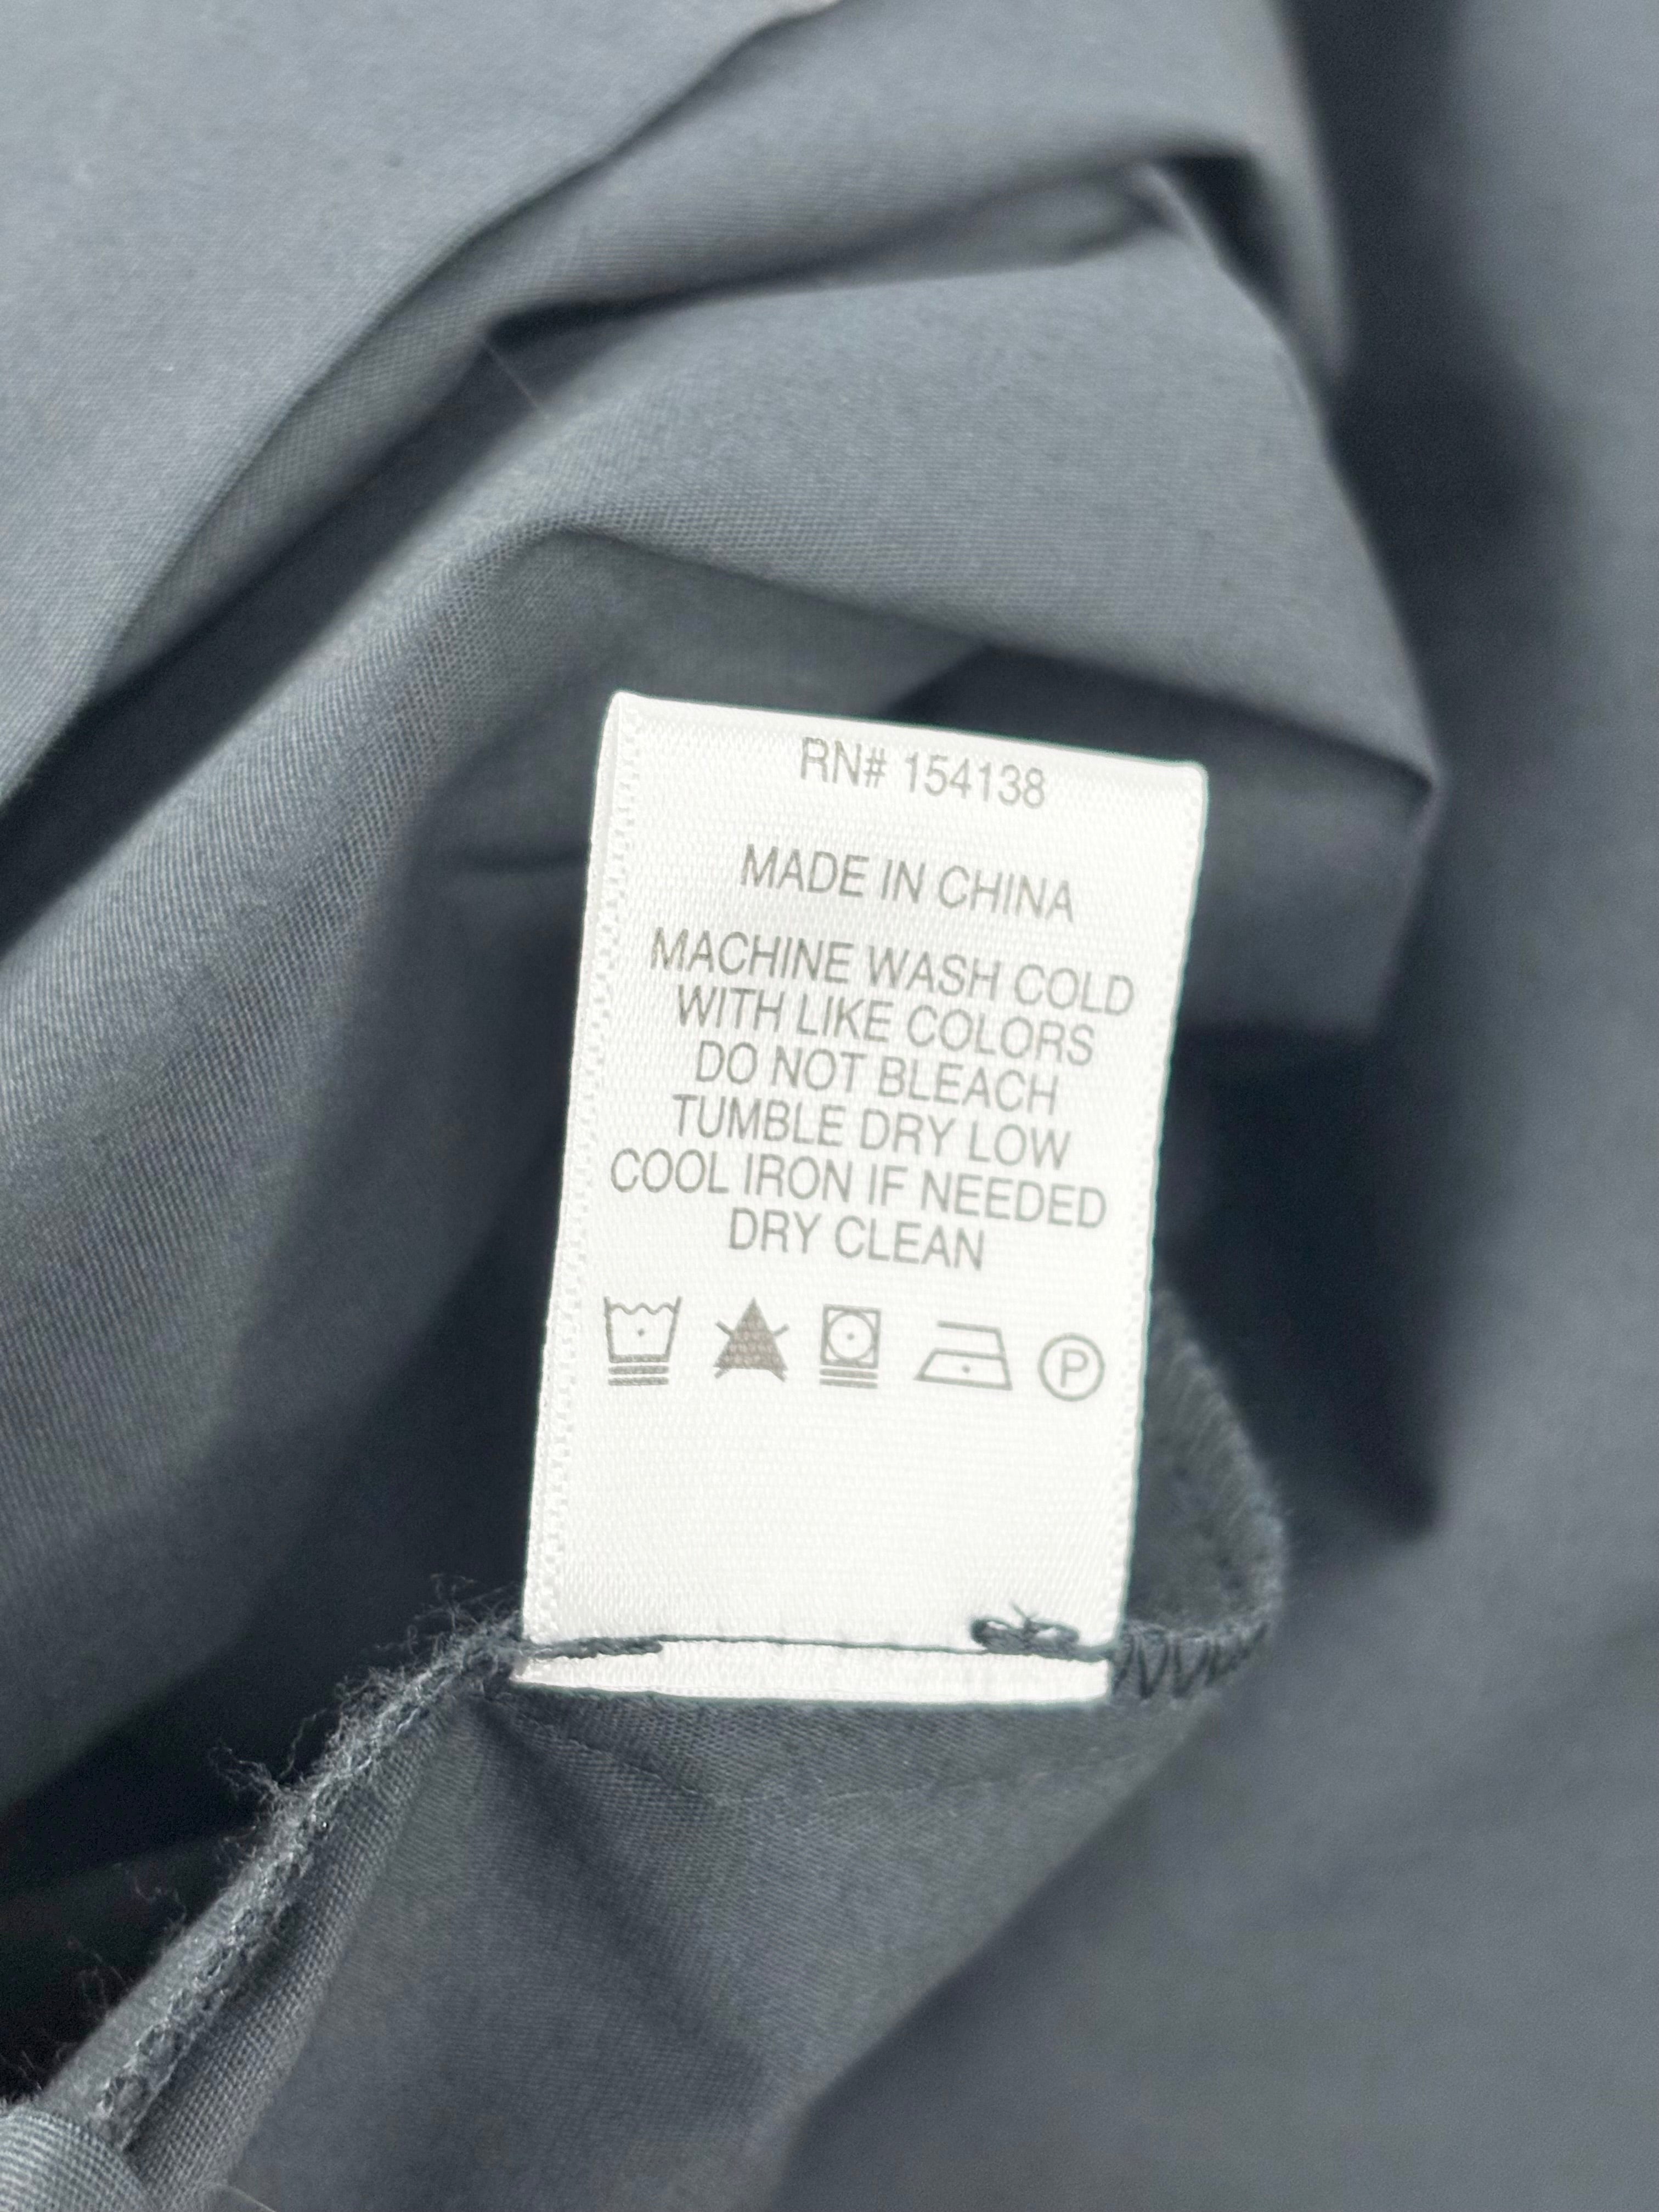 RN# 154138
MADE IN CHINA
MACHINE WASH COLD
WITH LIKE COLORS
DO NOT BLEACH
TUMBLE DRY LOW
COOL IRON IF NEEDED
DRY CLEAN
P